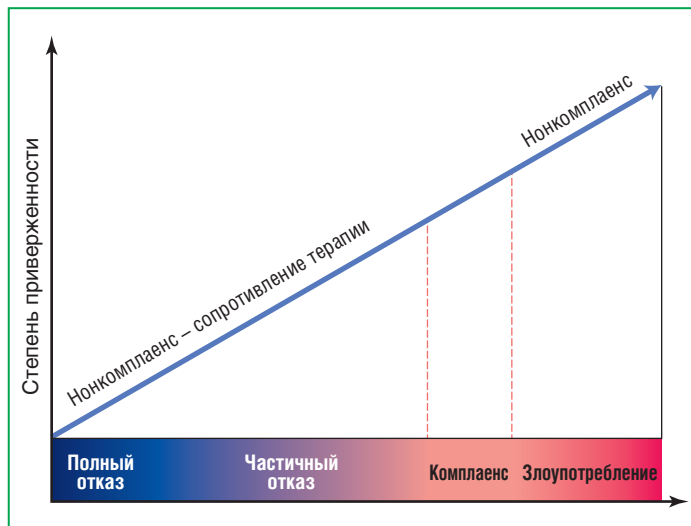 Степень приверженности
Нонкомплаенс – сопротивление терапии
Нонкомплаенс
Полный
отказ
Частичный
отказ
Комплаенс
Злоупотребление